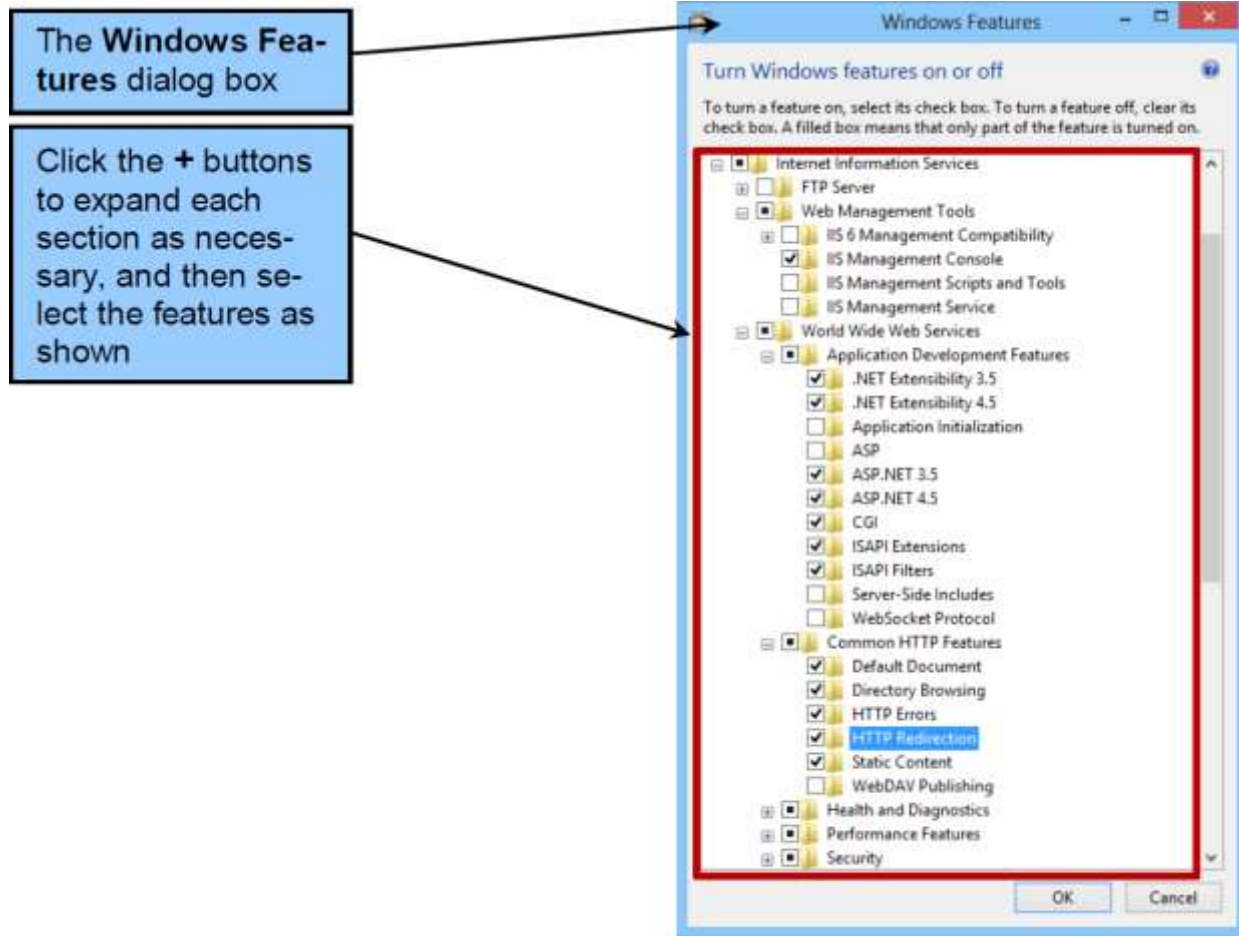 The Windows Fea-
tures dialog box
Click the + buttons
to expand each
section as neces-
sary, and then se-
lect the features as
shown
Windows Features
Turn Windows features on or off
To turn a feature on, select its check box. To turn a feature off, clear its
check box. A filled box means that only part of the feature is turned on.
Internet Information Services
FTP Server
Web Management Tools
IIS 6 Management Compatibility
IIS Management Console
IIS Management Scripts and Tools
IIS Management Service
World Wide Web Services
Application Development Features
.NET Extensibility 3.5
.NET Extensibility 4.5
Application Initialization
ASP
ASP.NET 3.5
ASP.NET 4.5
CGI
ISAPI Extensions
ISAPI Filters
Server-Side Includes
WebSocket Protocol
Common HTTP Features
Default Document
Directory Browsing
HTTP Errors
HTTP Redirection
Static Content
WebDAV Publishing
Health and Diagnostics
Performance Features
Security
OK Cancel